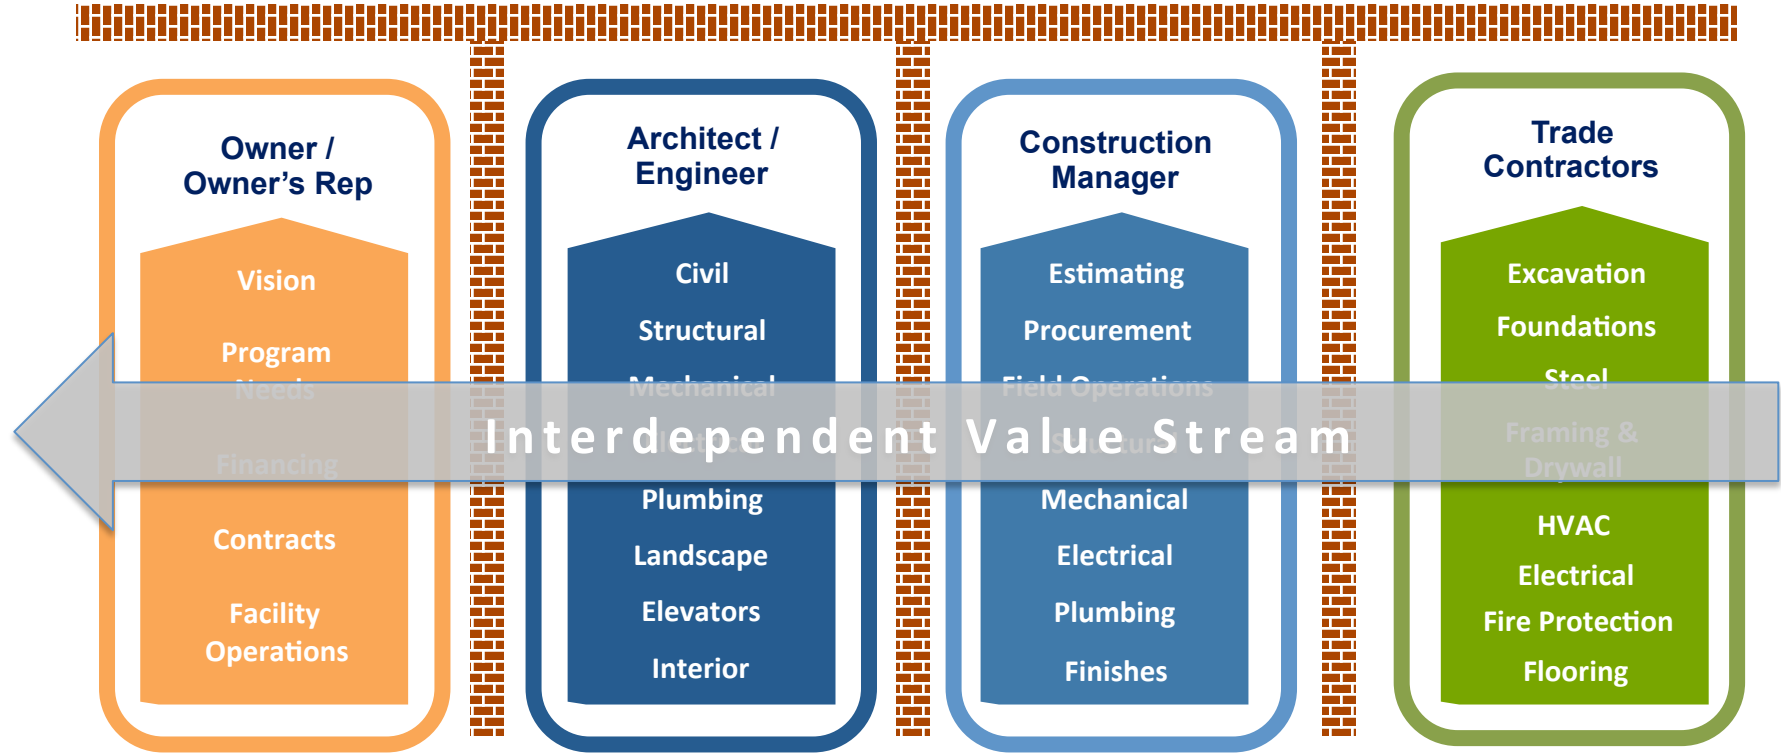 Owner /
Owner’s Rep
Vision
Program
Needs
Financing
Contracts
Facility
Operations
Architect /
Engineer
Civil
Structural
Mechanical
Electrical
Plumbing
Landscape
Elevators
Interior
Construction
Manager
Estimating
Procurement
Field Operations
Structural
Mechanical
Electrical
Plumbing
Finishes
Trade
Contractors
Excavation
Foundations
Steel
Framing &
Drywall
HVAC
Electrical
Fire Protection
Flooring
Interdependent Value Stream